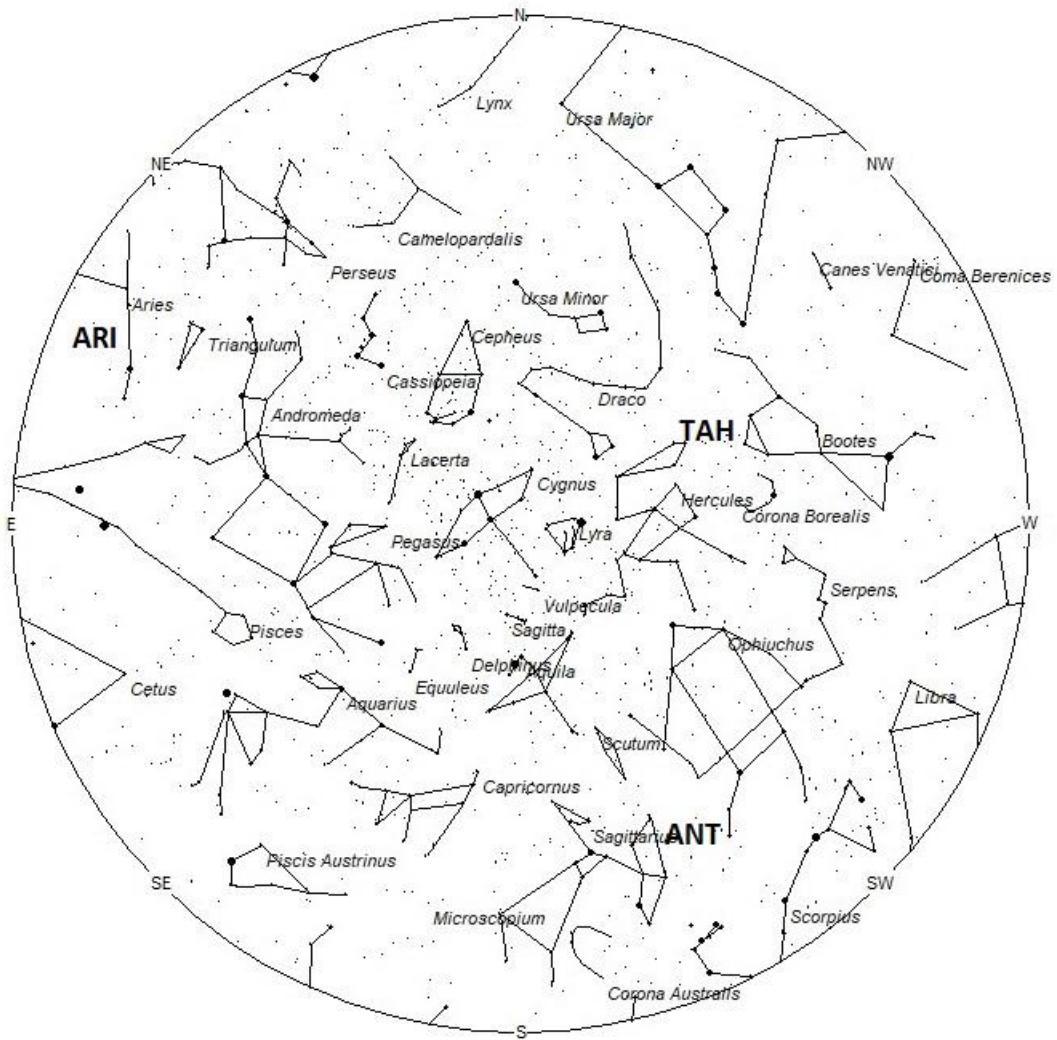 N
Lynx
Ursa Major
NE
NW
Camelopardalis
Perseus
Canes Venatici
Coma Berenices
Aries
Ursa Minor
ARI
Triangulum
Cepheus
Cassiopeia
Draco
Andromeda
TAH
Bootes
Lacerta
Cygnus
Hercules
Corona Borealis
E
W
Pegasus
Lyra
Vulpecula
Serpens
Sagitta
Pisces
Ophiuchus
Delphinus
Aquila
Cetus
Equuleus
Aquarius
Libra
Scutum
Capricornus
Sagittarius
ANT
Piscis Austrinus
SE
SW
Microscopium
Scorpius
Corona Australis
S